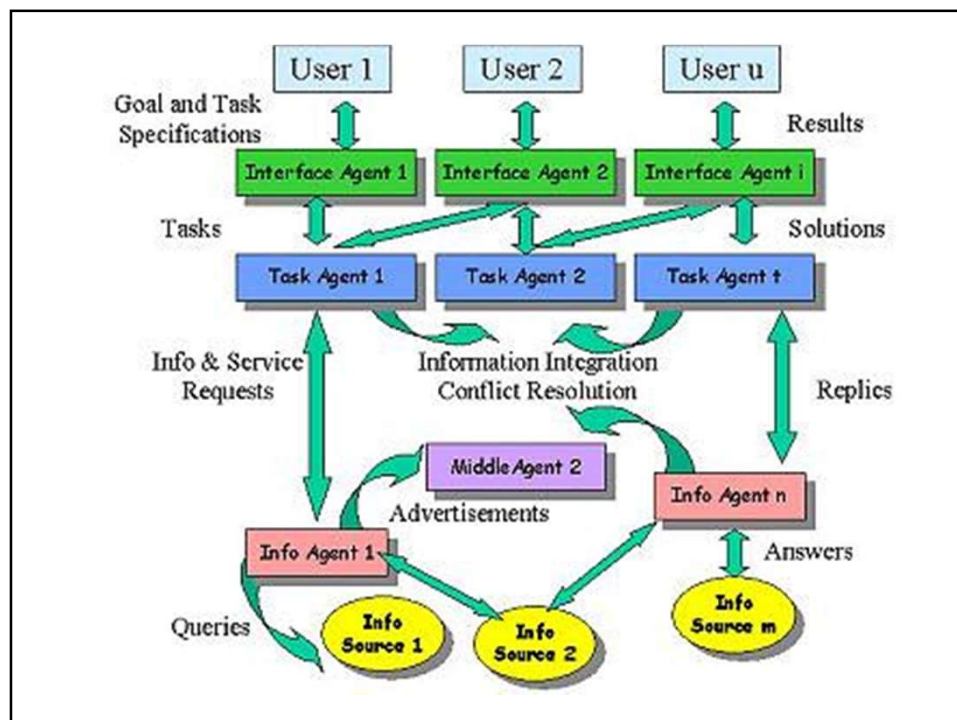 User 1
User 2
User u
Goal and Task
Specifications
Results
Interface Agent 1
Interface Agent 2
Interface Agent i
Tasks
Solutions
Task Agent 1
Task Agent 2
Task Agent t
Info & Service
Requests
Information Integration
Conflict Resolution
Replies
Middle Agent 2
Info Agent n
Advertisements
Info Agent 1
Answers
Queries
Info
Source 1
Info
Source 2
Info
Source m